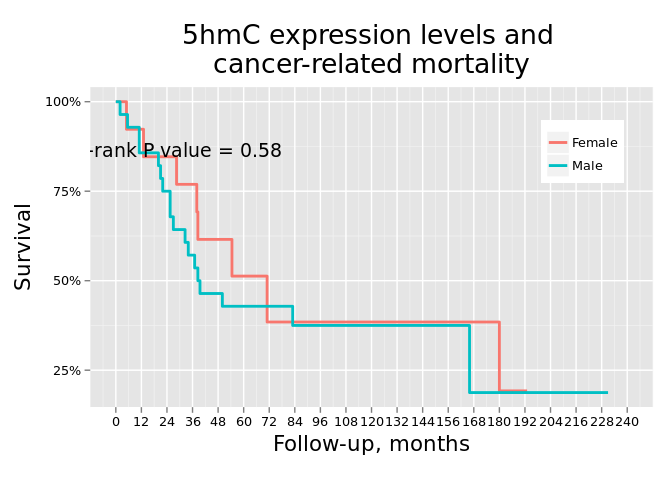 5hmC expression levels and
cancer-related mortality
100%
75%
50%
25%
Survival
-rank P value = 0.58
Female
Male
0 12 24 36 48 60 72 84 96 108 120 132 144 156 168 180 192 204 216 228 240
Follow-up, months